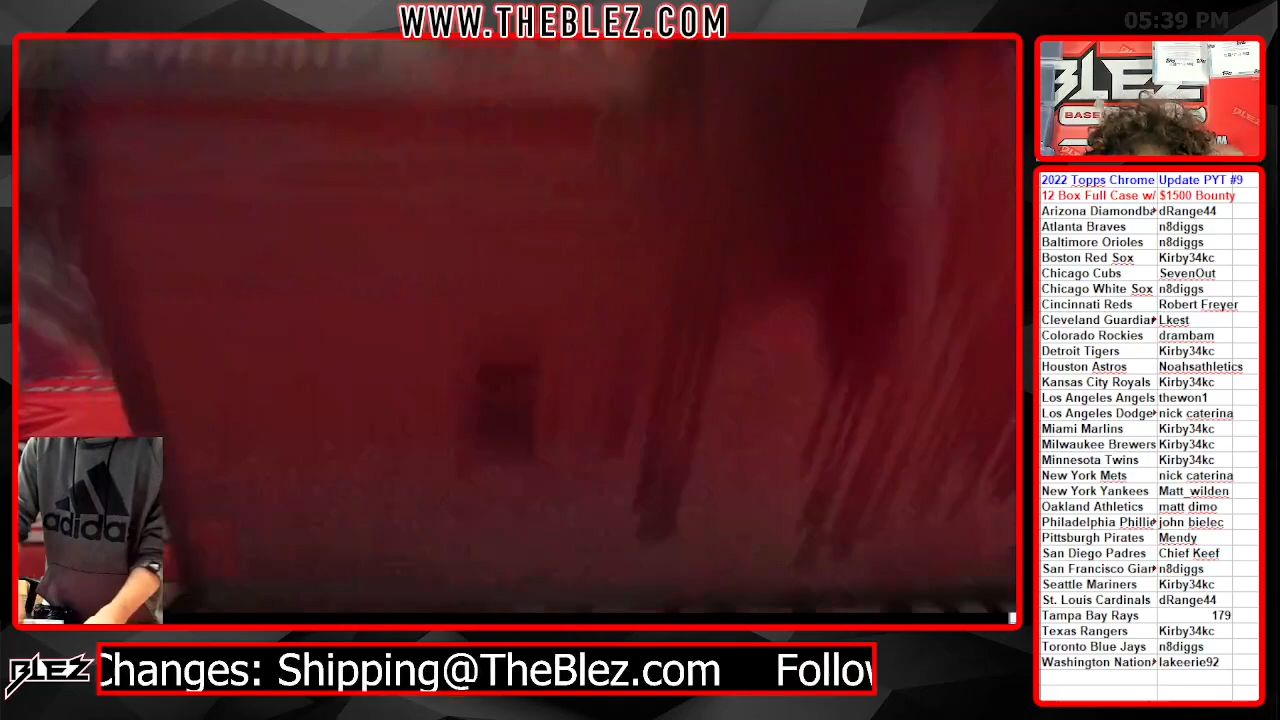 WWW.THEBLEZ.COM
05:39 PM
BLEZ
BASE
2022 Topps Chrome Update PYT #9
12 Box Full Case w/ $1500 Bounty
Arizona Diamondba dRange44
Atlanta Braves n8diggs
Baltimore Orioles n8diggs
Boston Red Sox Kirby34kc
Chicago Cubs SevenOut
Chicago White Sox n8diggs
Cincinnati Reds Robert Freyer
Cleveland Guardia Lkest
Colorado Rockies drambam
Detroit Tigers Kirby34kc
Houston Astros Noahsathletics
Kansas City Royals Kirby34kc
Los Angeles Angels thewon1
Los Angeles Dodge nick caterina
Miami Marlins Kirby34kc
Milwaukee Brewers Kirby34kc
Minnesota Twins Kirby34kc
New York Mets nick caterina
New York Yankees Matt_wilden
Oakland Athletics matt dimo
Philadelphia Phillie john bielec
Pittsburgh Pirates Mendy
San Diego Padres Chief Keef
San Francisco Gian n8diggs
Seattle Mariners Kirby34kc
St. Louis Cardinals dRange44
Tampa Bay Rays 179
Texas Rangers Kirby34kc
Toronto Blue Jays n8diggs
Washington Nation lakeerie92
adidas
BLEZ
Changes: Shipping@TheBlez.com Follow